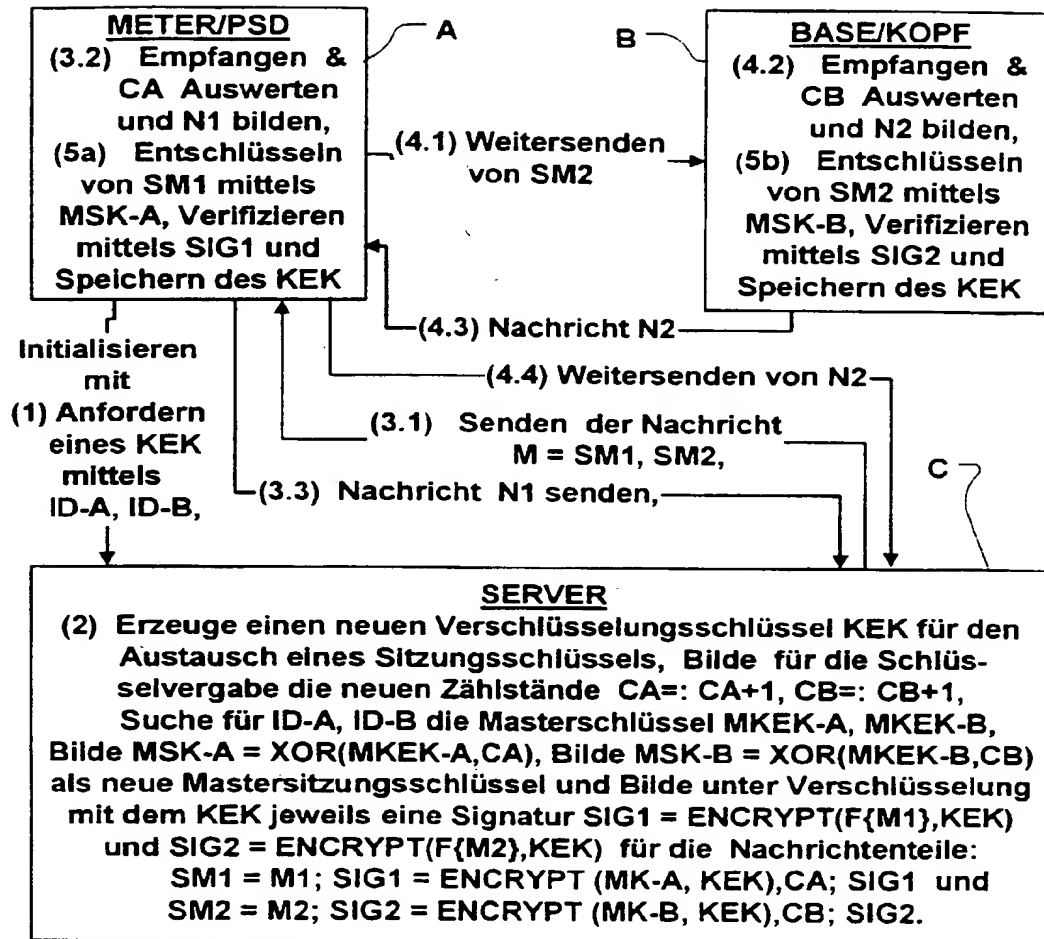 METER/PSD
(3.2) Empfangen &
CA Auswerten
und N1 bilden,
(5a) Entschlüsseln
von SM1 mittels
MSK-A, Verifizieren
mittels SIG1 und
Speichern des KEK
A
B
BASE/KOPF
(4.2) Empfangen &
CB Auswerten
und N2 bilden,
(5b) Entschlüsseln
von SM2 mittels
MSK-B, Verifizieren
mittels SIG2 und
Speichern des KEK
(4.1) Weitersenden
von SM2
(4.3) Nachricht N2
(4.4) Weitersenden von N2
Initialisieren
mit
(1) Anfordern
eines KEK
mittels
ID-A, ID-B,
(3.1) Senden der Nachricht
M = SM1, SM2,
(3.3) Nachricht N1 senden,
C
SERVER
(2) Erzeuge einen neuen Verschlüsselungsschlüssel KEK für den
Austausch eines Sitzungsschlüssels, Bilde für die Schlüs-
selvergabe die neuen Zählstände CA=: CA+1, CB=: CB+1,
Suche für ID-A, ID-B die Masterschlüssel MKEK-A, MKEK-B,
Bilde MSK-A = XOR(MKEK-A,CA), Bilde MSK-B = XOR(MKEK-B,CB)
als neue Mastersitzungsschlüssel und Bilde unter Verschlüsselung
mit dem KEK jeweils eine Signatur SIG1 = ENCRYPT(F{M1},KEK)
und SIG2 = ENCRYPT(F{M2},KEK) für die Nachrichtenteile:
SM1 = M1; SIG1 = ENCRYPT (MK-A, KEK),CA; SIG1 und
SM2 = M2; SIG2 = ENCRYPT (MK-B, KEK),CB; SIG2.